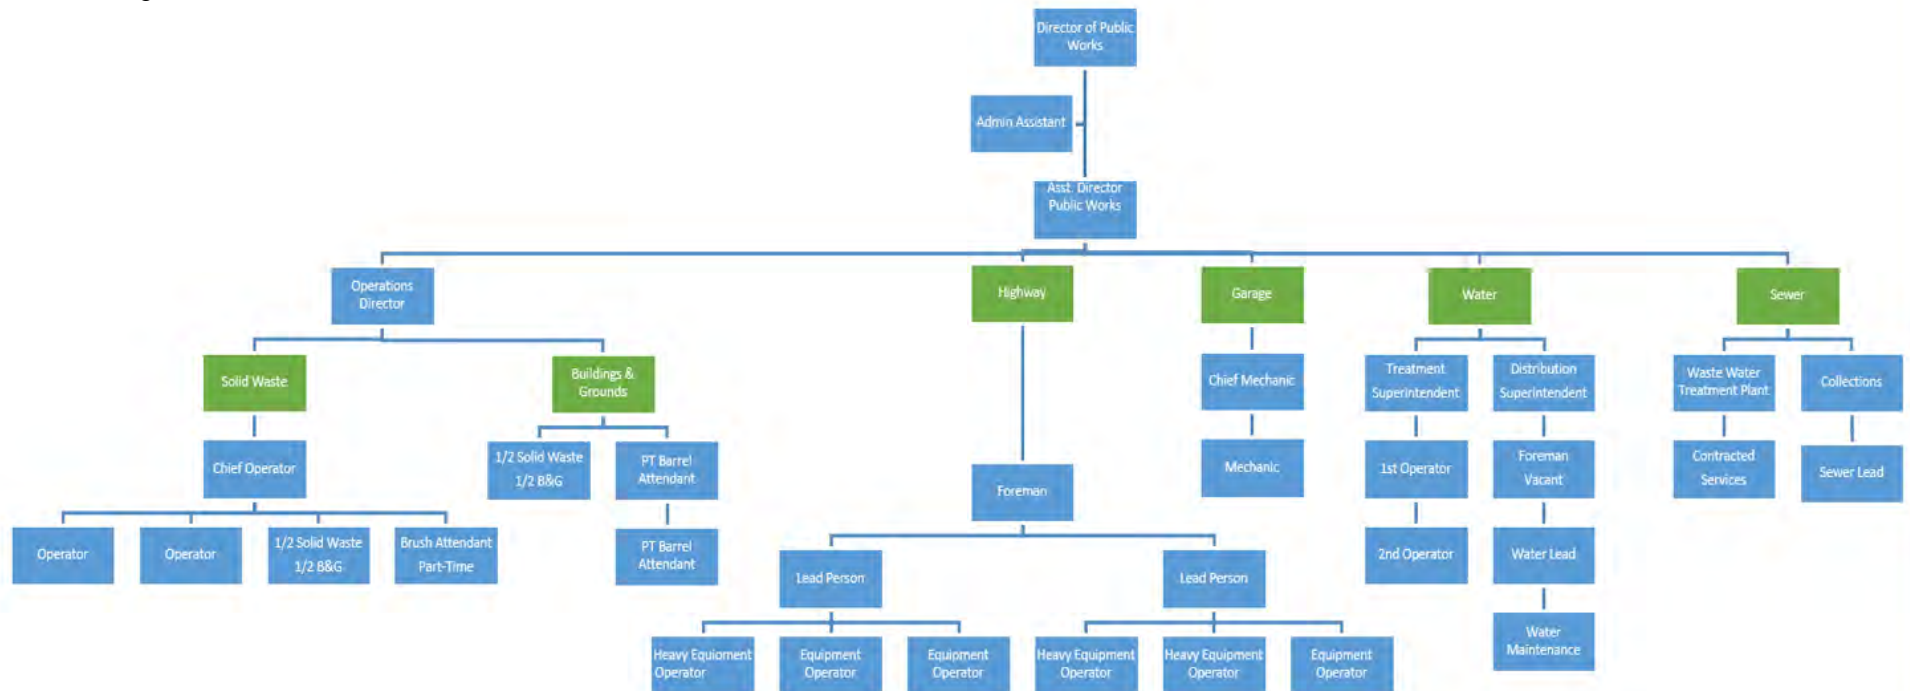 Director of Public
Works
Admin Assistant
Asst. Director
Public Works
Operations
Director
Highway
Garage
Water
Sewer
Solid Waste
Buildings &
Grounds
Chief Mechanic
Treatment
Superintendent
Distribution
Superintendent
Waste Water
Treatment Plant
Collections
Chief Operator
1/2 Solid Waste
1/2 B&G
PT Barrel
Attendant
Foreman
Mechanic
1st Operator
Foreman
Vacant
Contracted
Services
Sewer Lead
Operator
Operator
1/2 Solid Waste
1/2 B&G
Brush Attendant
Part-Time
PT Barrel
Attendant
Lead Person
Lead Person
2nd Operator
Water Lead
Heavy Equipment
Operator
Equipment
Operator
Equipment
Operator
Heavy Equipment
Operator
Heavy Equipment
Operator
Equipment
Operator
Water
Maintenance